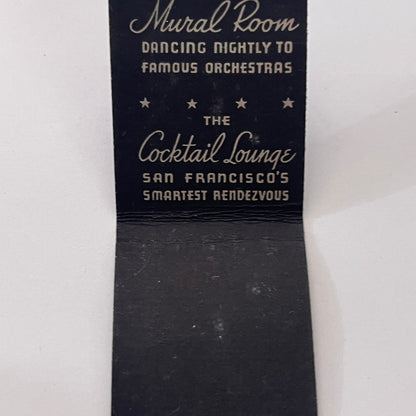 Mural Room
DANCING NIGHTLY TO
FAMOUS ORCHESTRAS
THE
Cocktail Lounge
SAN FRANCISCO'S
SMARTEST RENDEZVOUS